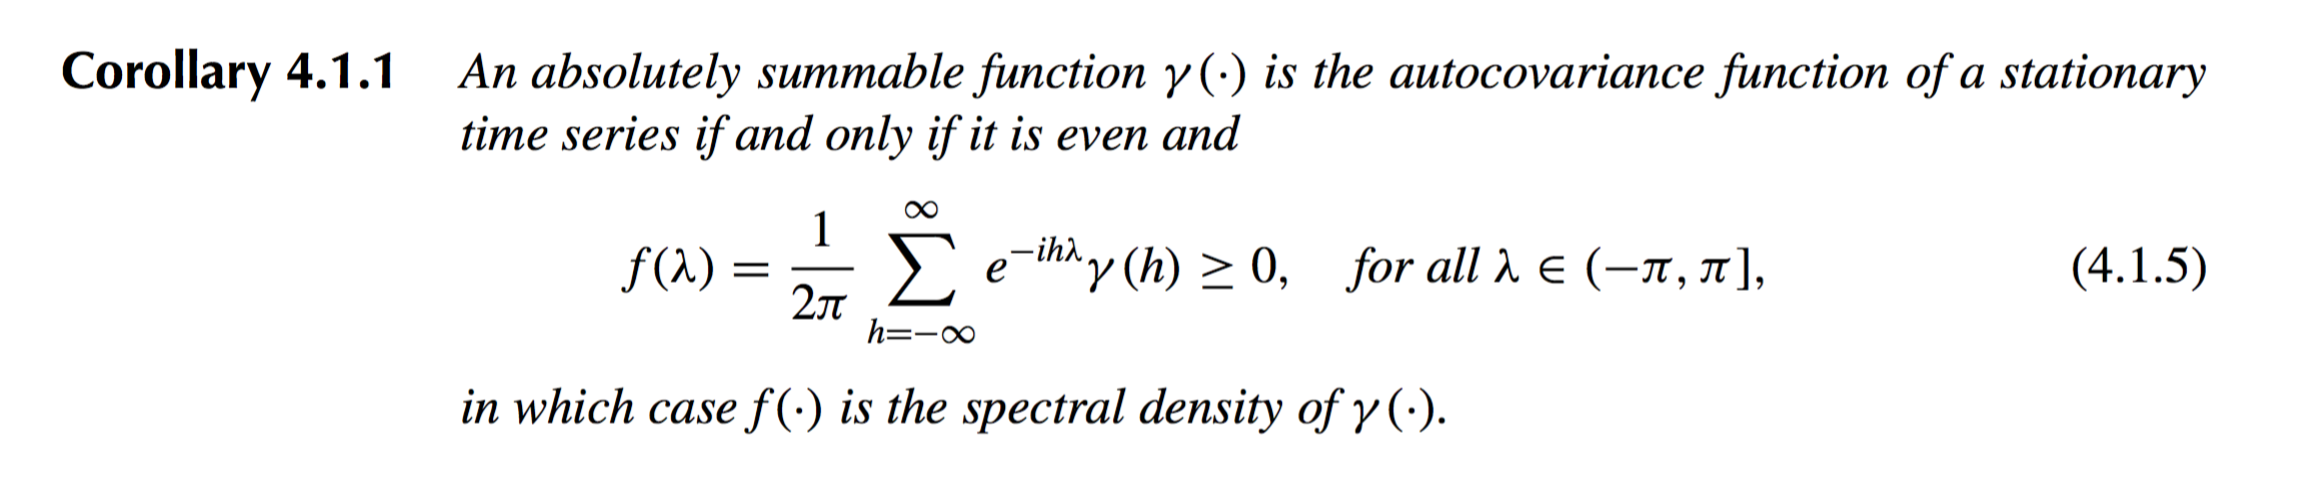 Corollary 4.1.1 An absolutely summable function γ(·) is the autocovariance function of a stationary
time series if and only if it is even and
f(λ) = \frac{1}{2π} \sum_{h=-∞}^{∞} e^{-ihλ} γ(h) ≥ 0, for all λ ∈ (−π, π], (4.1.5)
in which case f(·) is the spectral density of γ(·).